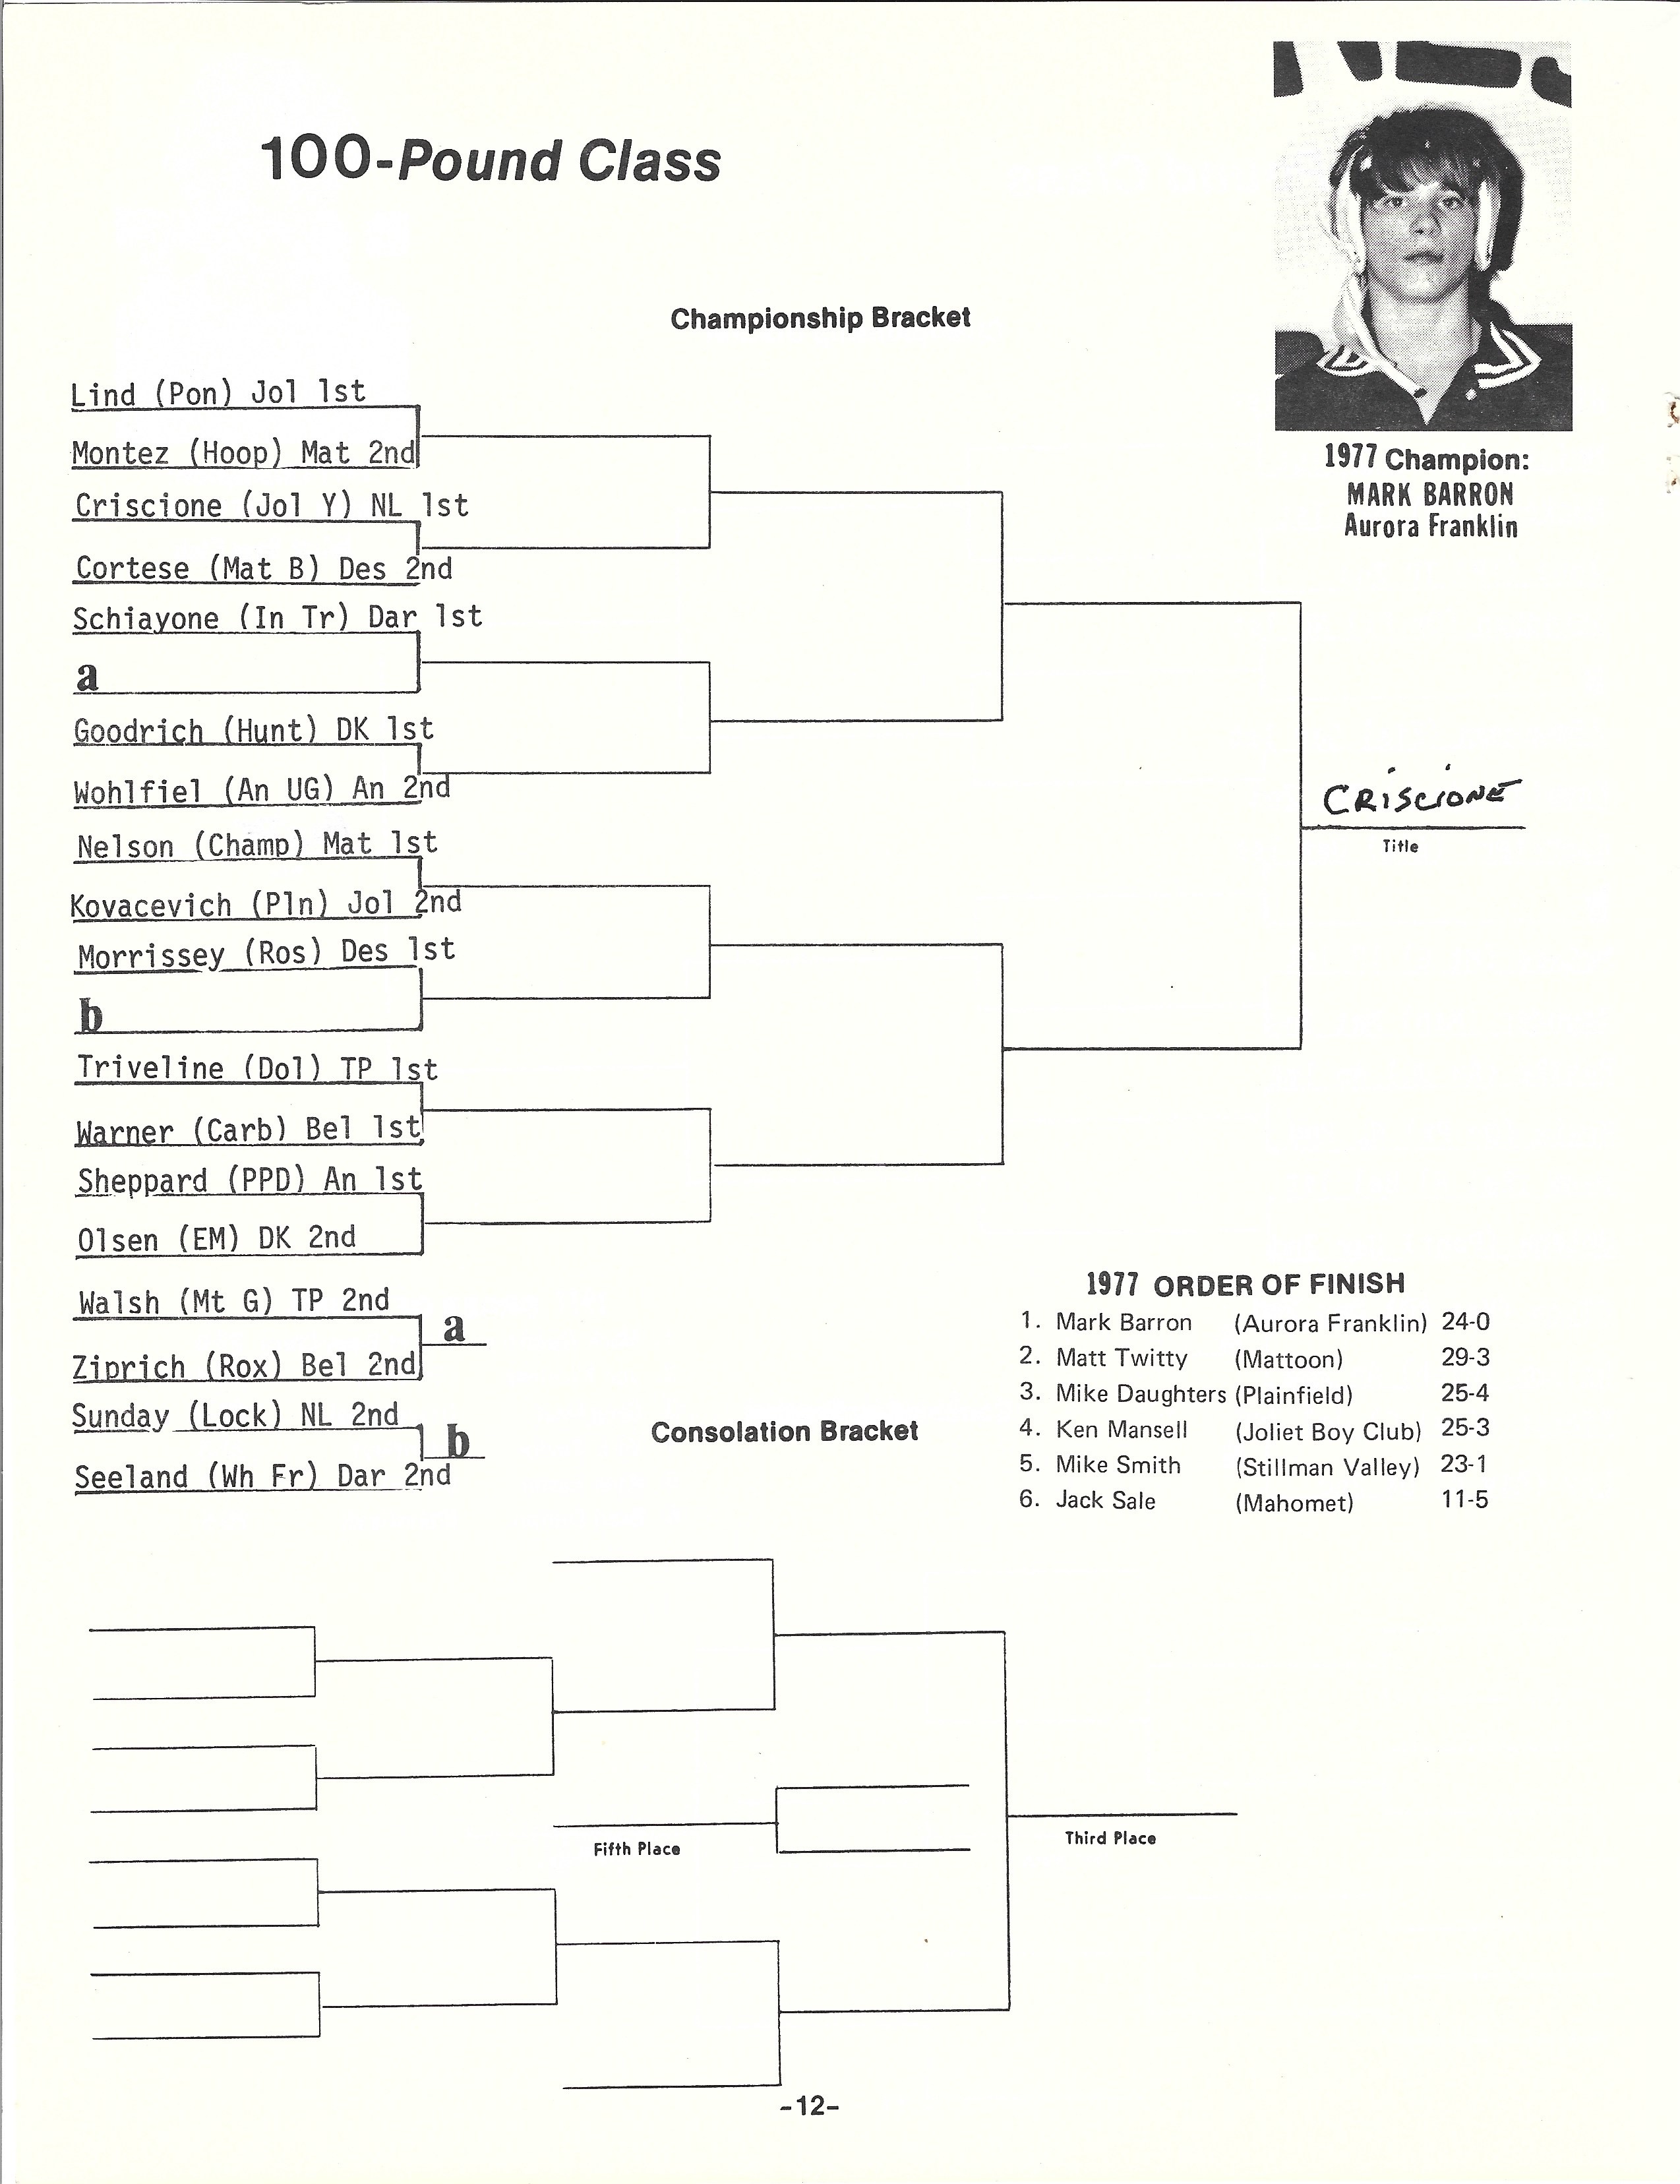 100-Pound Class
Championship Bracket
Lind (Pon) Jol 1st
Montez (Hoop) Mat 2nd
Criscione (Jol Y) NL 1st
Cortese (Mat B) Des 2nd
Schiayone (In Tr) Dar 1st
a
Goodrich (Hunt) DK 1st
Wohlfiel (An UG) An 2nd
Nelson (Champ) Mat 1st
Kovacevich (Pln) Jol 2nd
Morrissey (Ros) Des 1st
b
Triveline (Dol) TP 1st
Warner (Carb) Bel 1st
Sheppard (PPD) An 1st
Olsen (EM) DK 2nd
Walsh (Mt G) TP 2nd
a
Ziprich (Rox) Bel 2nd
Sunday (Lock) NL 2nd
b
Seeland (Wh Fr) Dar 2nd
1977 Champion:
MARK BARRON
Aurora Franklin
CRISCIONE
Title
1977 ORDER OF FINISH
1. Mark Barron (Aurora Franklin) 24-0
2. Matt Twitty (Mattoon) 29-3
3. Mike Daughters (Plainfield) 25-4
4. Ken Mansell (Joliet Boy Club) 25-3
5. Mike Smith (Stillman Valley) 23-1
6. Jack Sale (Mahomet) 11-5
Consolation Bracket
Fifth Place
Third Place
-12-